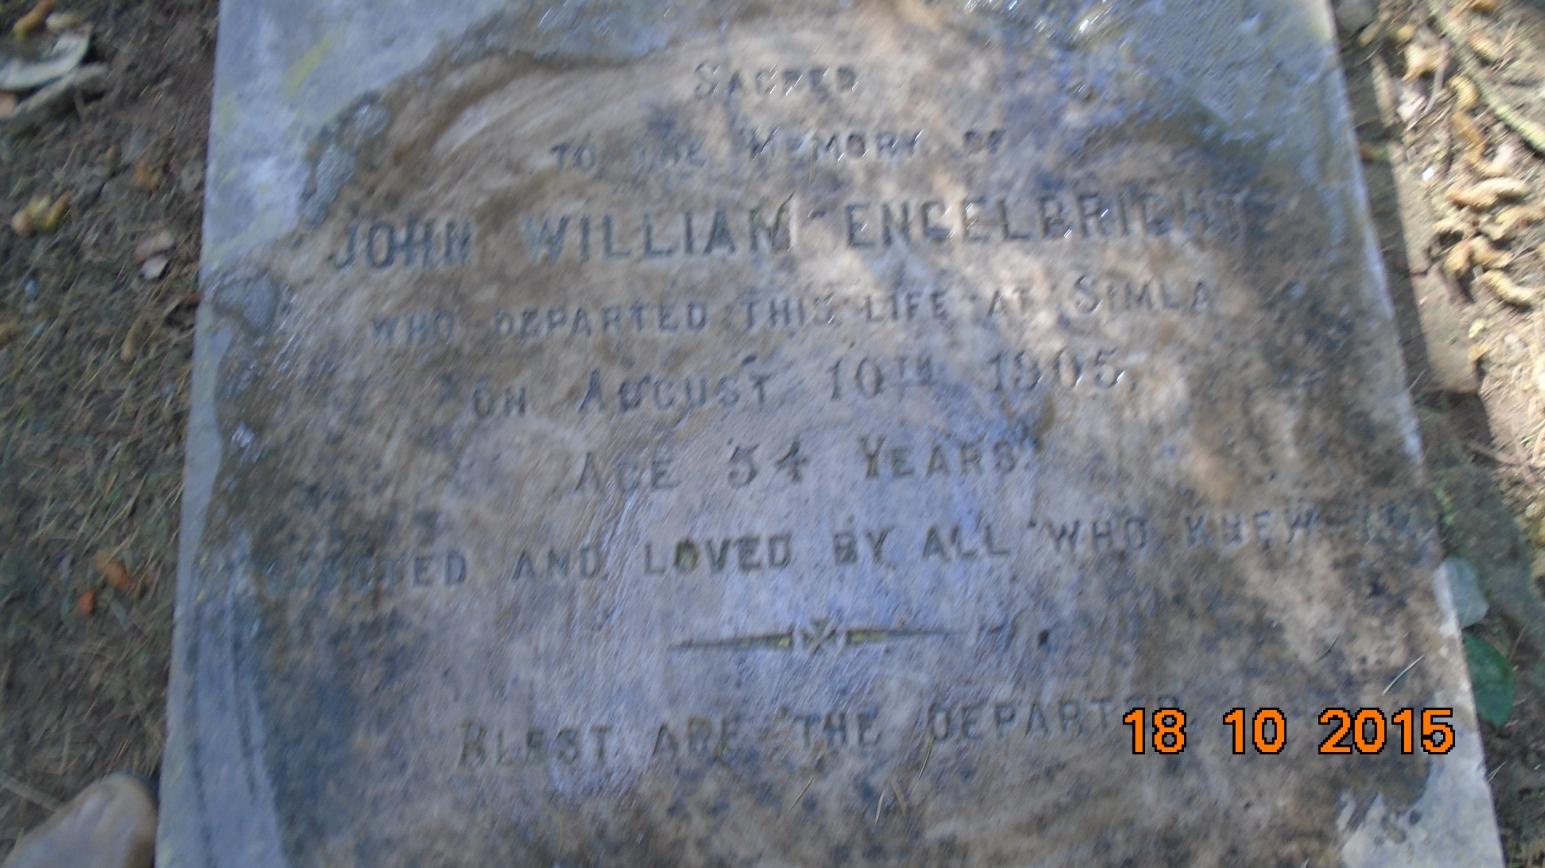 SACRED
TO THE MEMORY OF
JOHN WILLIAM ENGELBRIGHT
WHO DEPARTED THIS LIFE AT SIMLA
ON AUGUST 10TH 1905,
AGE 54 YEARS
AND LOVED BY ALL WHO KNEW HIM
BLEST ARE THE DEPARTED
18 10 2015